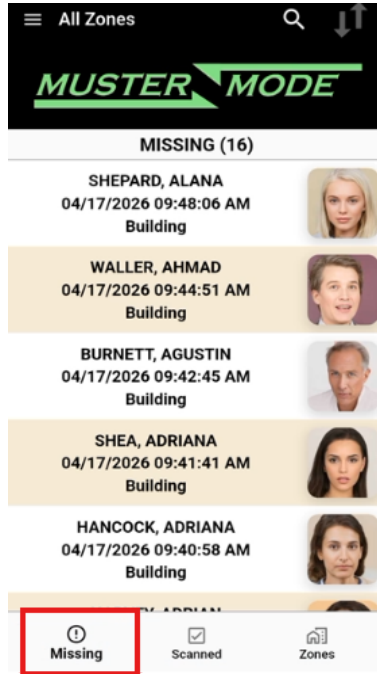 All Zones
MUSTER MODE
MISSING (16)
SHEPARD, ALANA
04/17/2026 09:48:06 AM
Building
WALLER, AHMAD
04/17/2026 09:44:51 AM
Building
BURNETT, AGUSTIN
04/17/2026 09:42:45 AM
Building
SHEA, ADRIANA
04/17/2026 09:41:41 AM
Building
HANCOCK, ADRIANA
04/17/2026 09:40:58 AM
Building
Missing
Scanned
Zones